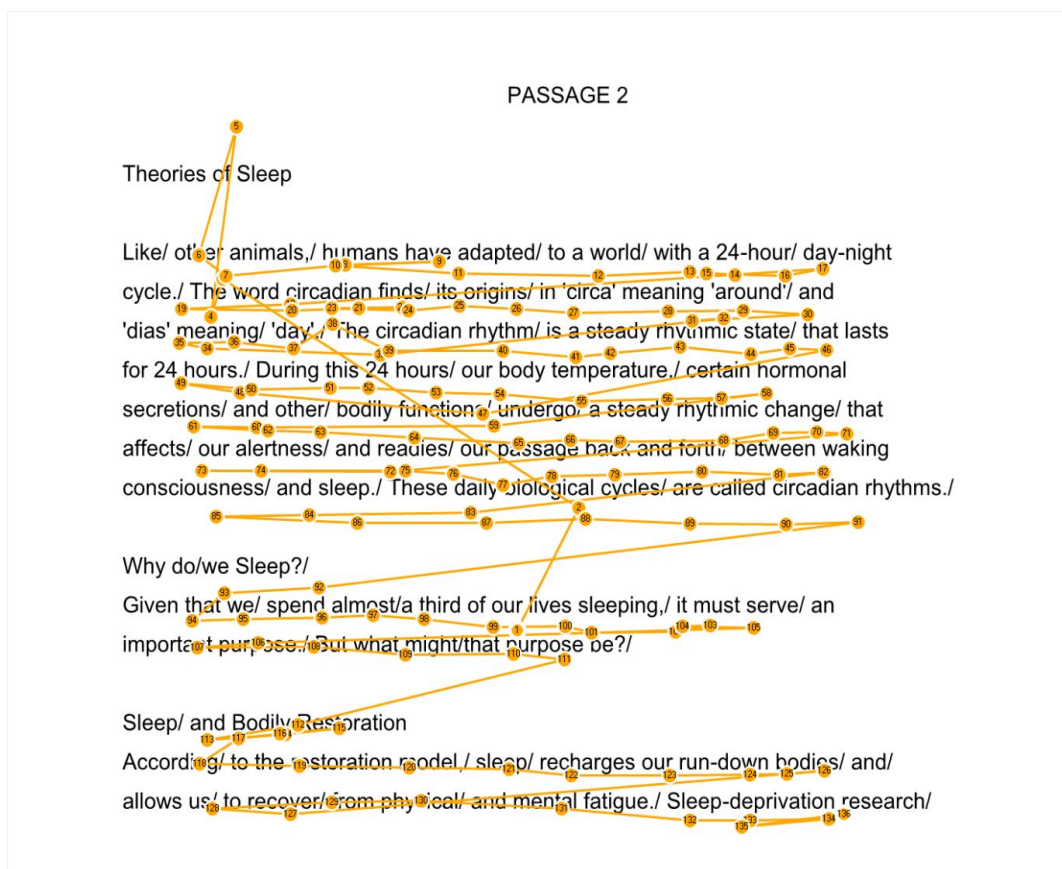 PASSAGE 2
Theories of Sleep
Like/ other animals,/ humans have adapted/ to a world/ with a 24-hour/ day-night
cycle./ The word circadian finds/ its origins/ in 'circa' meaning 'around'/ and
'dias' meaning/ 'day'./ The circadian rhythm/ is a steady rhythmic state/ that lasts
for 24 hours./ During this 24 hours/ our body temperature./ certain hormonal
secretions/ and other/ bodily functions/ undergo/ a steady rhythmic change/ that
affects/ our alertness/ and readies/ our passage back and forth/ between waking
consciousness/ and sleep./ These daily biological cycles/ are called circadian rhythms./
Why do/we Sleep?/
Given that we/ spend almost/a third of our lives sleeping,/ it must serve/ an
important purpose./ But what might/that purpose be?/
Sleep/ and Bodily Restoration
According/ to the restoration model,/ sleep/ recharges our run-down bodies/ and/
allows us/ to recover/ from physical/ and mental fatigue./ Sleep-deprivation research/